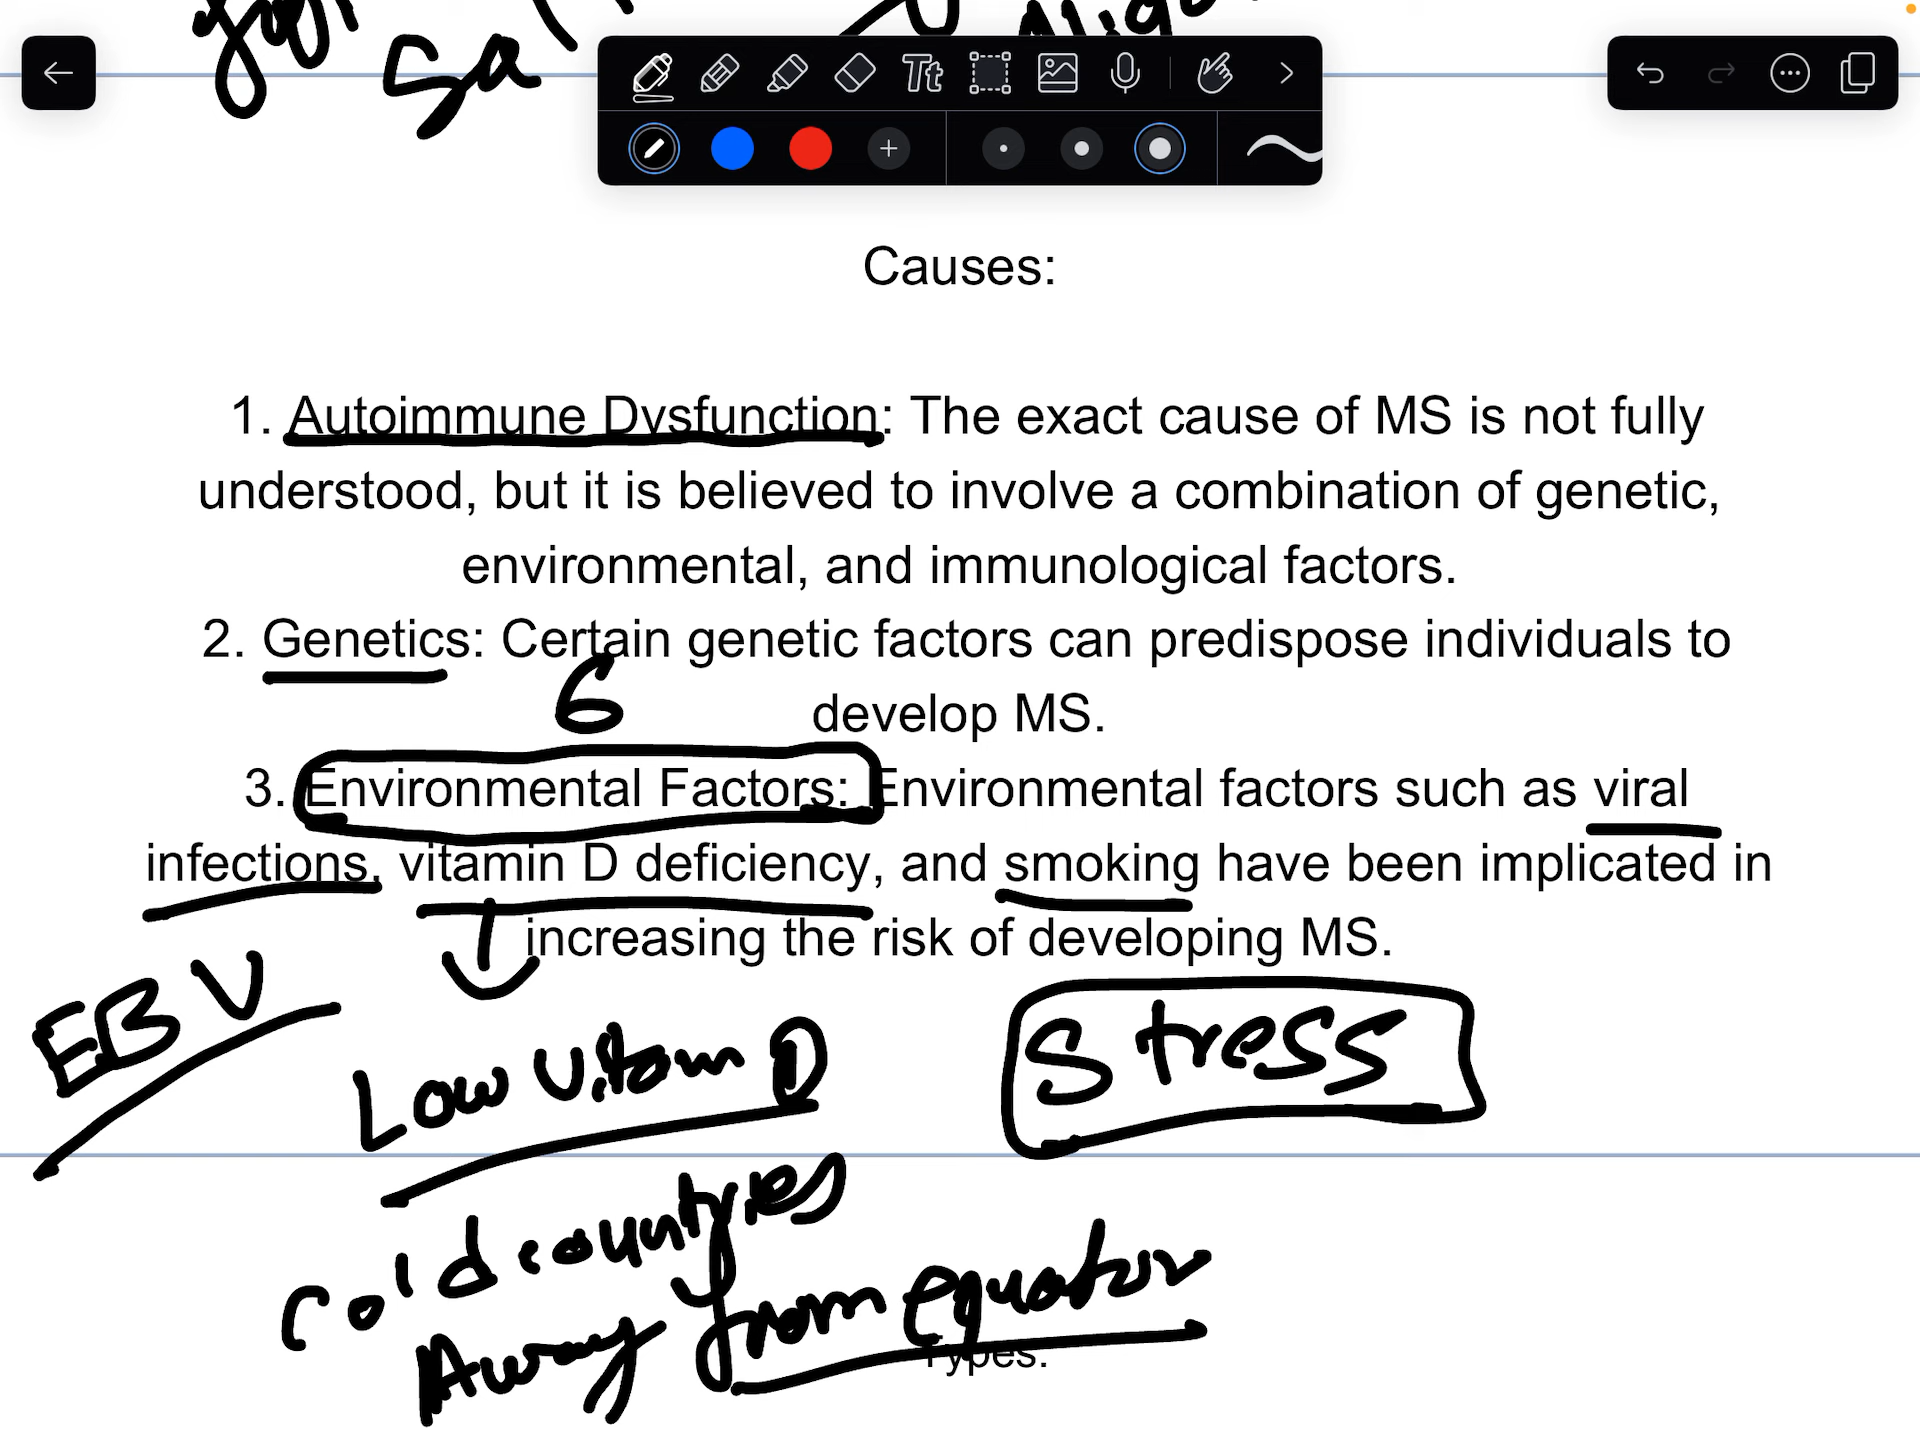 Sa
Tt
Causes:
1. Autoimmune Dysfunction: The exact cause of MS is not fully
understood, but it is believed to involve a combination of genetic,
environmental, and immunological factors.
2. Genetics: Certain genetic factors can predispose individuals to
6
develop MS.
3. Environmental Factors: Environmental factors such as viral
infections, vitamin D deficiency, and smoking have been implicated in
increasing the risk of developing MS.
EBV
Low Vitam D
Stress
Cold countries
Away from equator
Types: